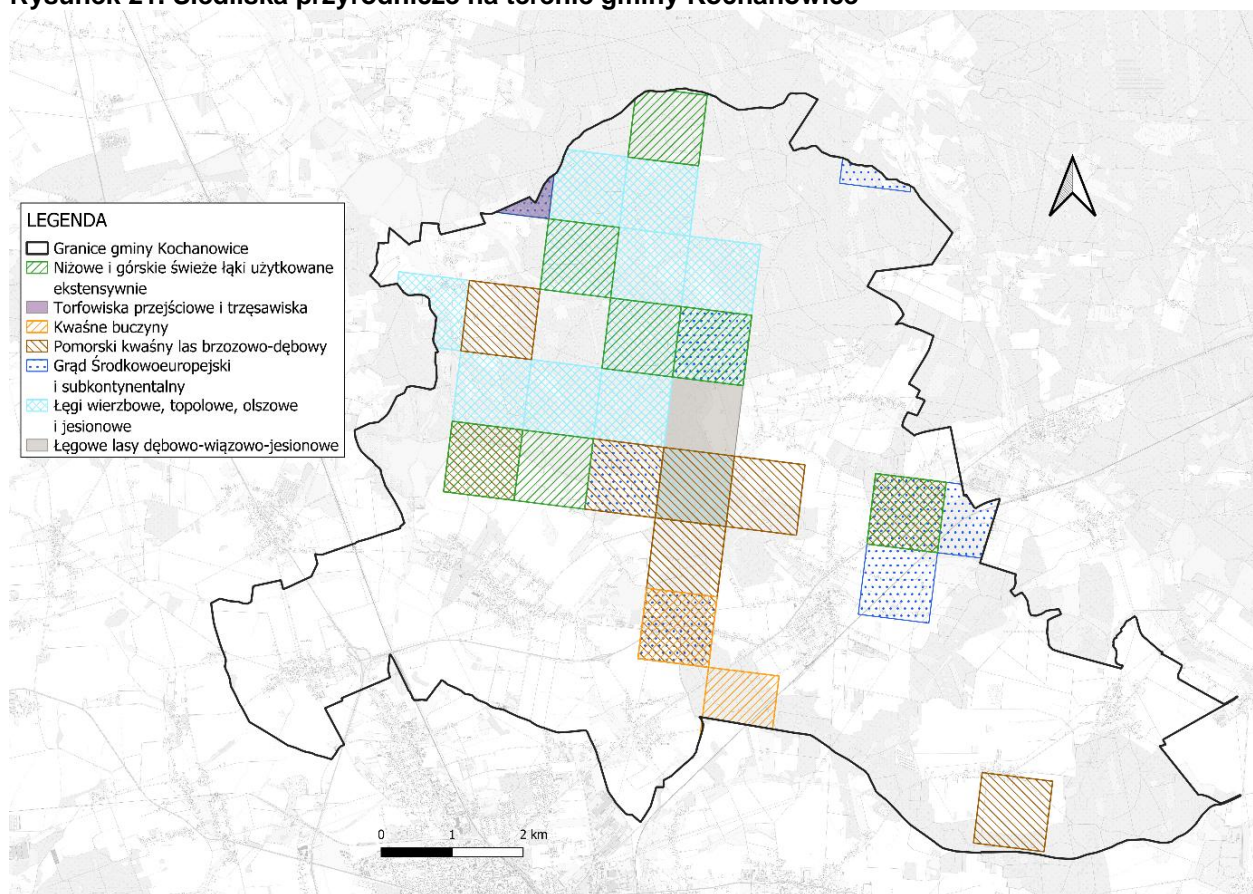 Rysunek 21. Siedliska przyrodnicze na terenie gminy Kochanowice
LEGENDA
Granice gminy Kochanowice
Niżowe i górskie świeże łąki użytkowane
ekstensywnie
Torfowiska przejściowe i trzęsawiska
Kwaśne buczyny
Pomorski kwaśny las brzozowo-dębowy
Grąd Środkowoeuropejski
i subkontynentalny
Łęgi wierzbowe, topolowe, olszowe
i jesionowe
Łęgowe lasy dębowo-wiązowo-jesionowe
0 1 2 km